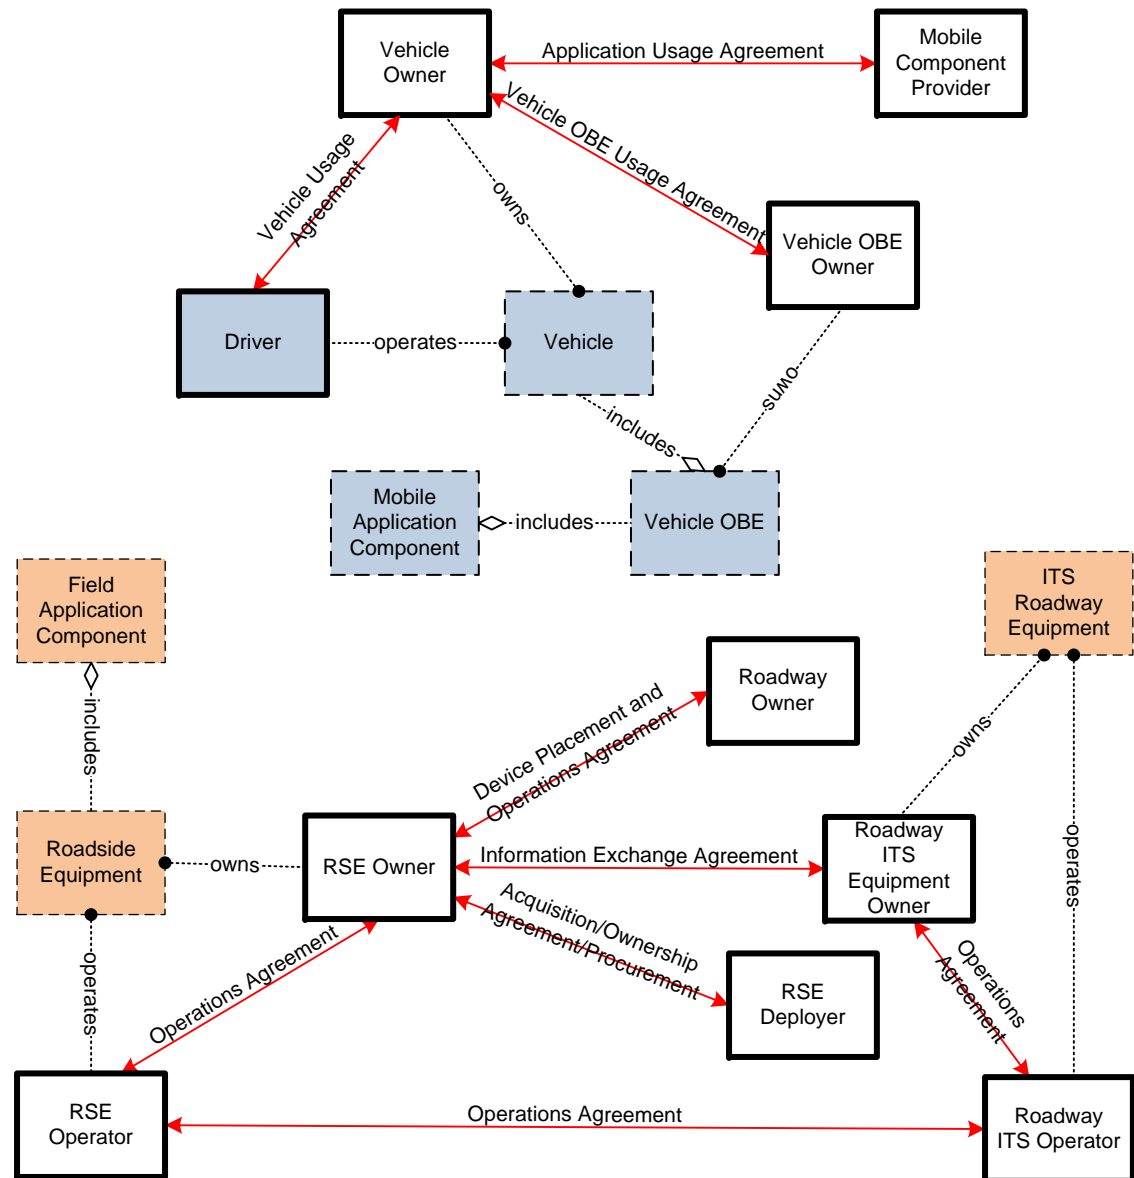 Vehicle
Owner
Application Usage Agreement
Mobile
Component
Provider
Vehicle OBE Usage Agreement
Vehicle Usage
Agreement
owns
Vehicle OBE
Owner
Driver
operates
Vehicle
owns
includes
Mobile
Application
Component
includes
Vehicle OBE
Field
Application
Component
ITS
Roadway
Equipment
includes
Roadway
Owner
Device Placement and
Operations Agreement
owns
Roadside
Equipment
owns
RSE Owner
Information Exchange Agreement
Roadway
ITS
Equipment
Owner
operates
Acquisition/Ownership
Agreement/Procurement
operates
Operations Agreement
RSE
Deployer
Operations
Agreement
RSE
Operator
Operations Agreement
Roadway
ITS Operator